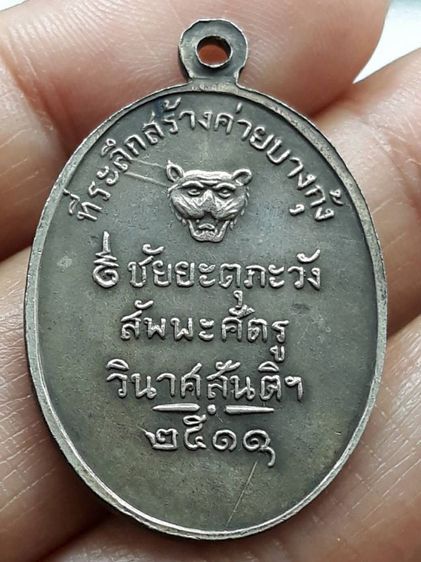 ที่ระลึกสร้างค่ายบางกุ้ง
๏ ชัยยะตุภะวัง
สัพพะศัตรู
วินาศสันติฯ
๒๕๑๑